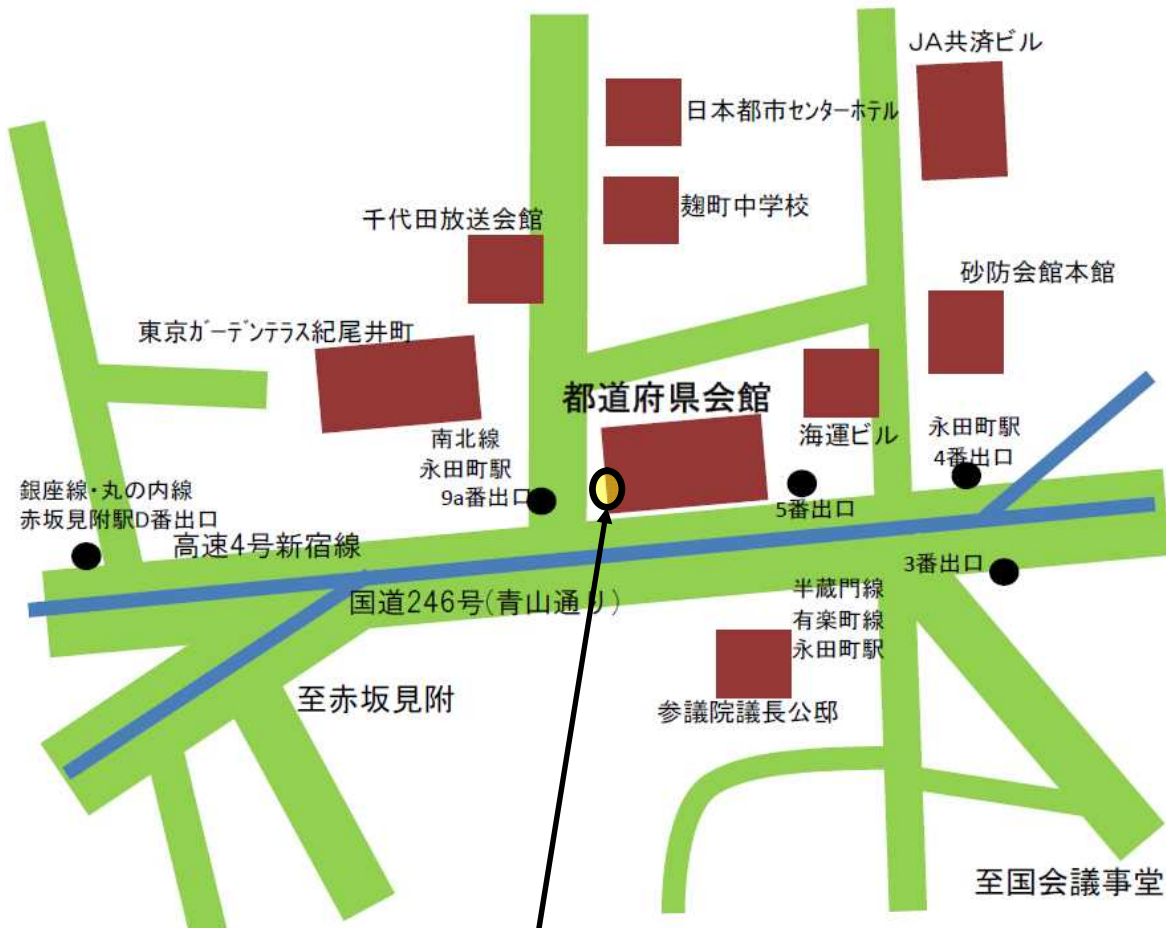 JA共済ビル
日本都市センターホテル
麹町中学校
千代田放送会館
砂防会館本館
東京ガーデンテラス紀尾井町
都道府県会館
海運ビル
永田町駅
4番出口
南北線
永田町駅
9a番出口
銀座線・丸の内線
赤坂見附駅D番出口
5番出口
高速4号新宿線
3番出口
国道246号(青山通り)
半蔵門線
有楽町線
永田町駅
至赤坂見附
参議院議長公邸
至国会議事堂